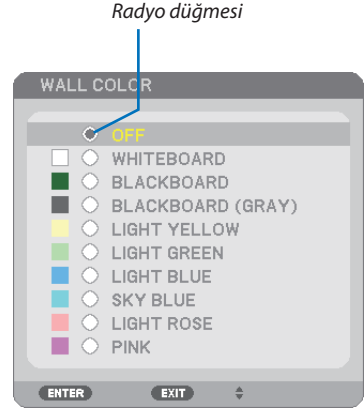 Radyo düğmesi
WALL COLOR
OFF
WHITEBOARD
BLACKBOARD
BLACKBOARD (GRAY)
LIGHT YELLOW
LIGHT GREEN
LIGHT BLUE
SKY BLUE
LIGHT ROSE
PINK
ENTER EXIT